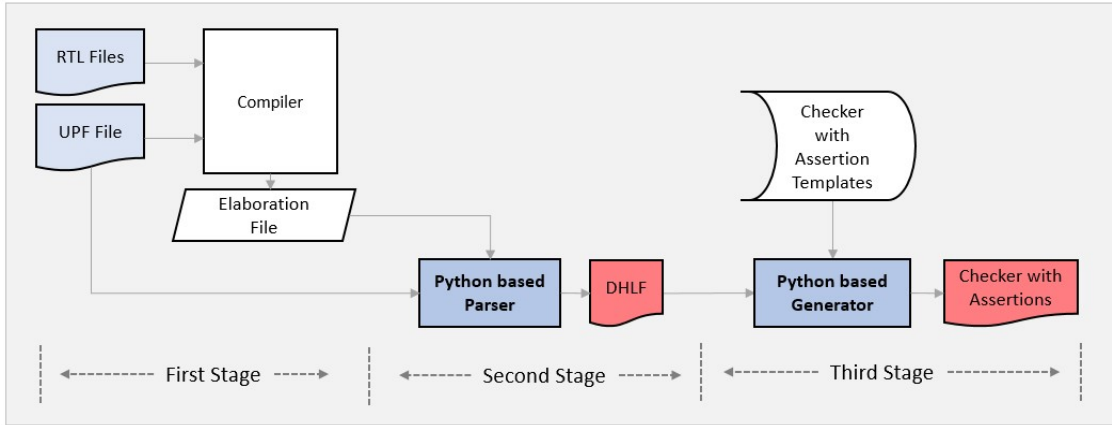 RTL Files
UPF File
Compiler
Elaboration
File
Checker
with
Assertion
Templates
Python based
Parser
DHLF
Python based
Generator
Checker with
Assertions
First Stage
Second Stage
Third Stage